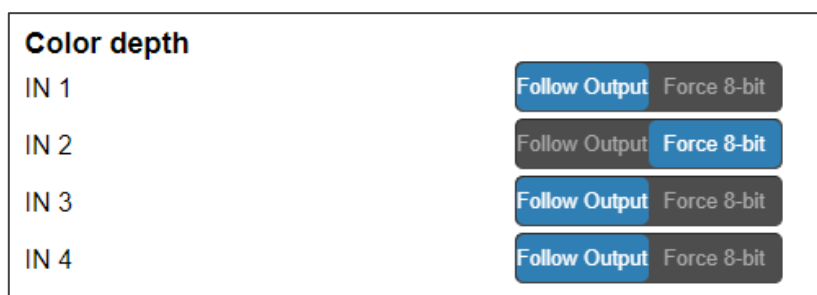 Color depth
IN 1 Follow Output Force 8-bit
IN 2 Follow Output Force 8-bit
IN 3 Follow Output Force 8-bit
IN 4 Follow Output Force 8-bit